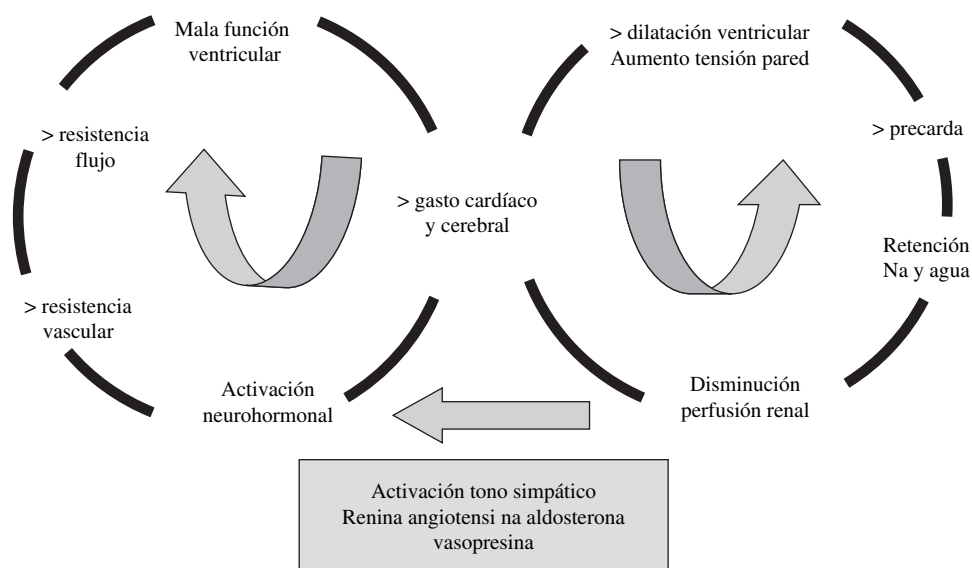 Mala función
ventricular
> dilatación ventricular
Aumento tensión pared
> resistencia
flujo
> precarda
> gasto cardíaco
y cerebral
Retención
Na y agua
> resistencia
vascular
Activación
neurohormonal
Disminución
perfusión renal
Activación tono simpático
Renina angiotensi na aldosterona
vasopresina